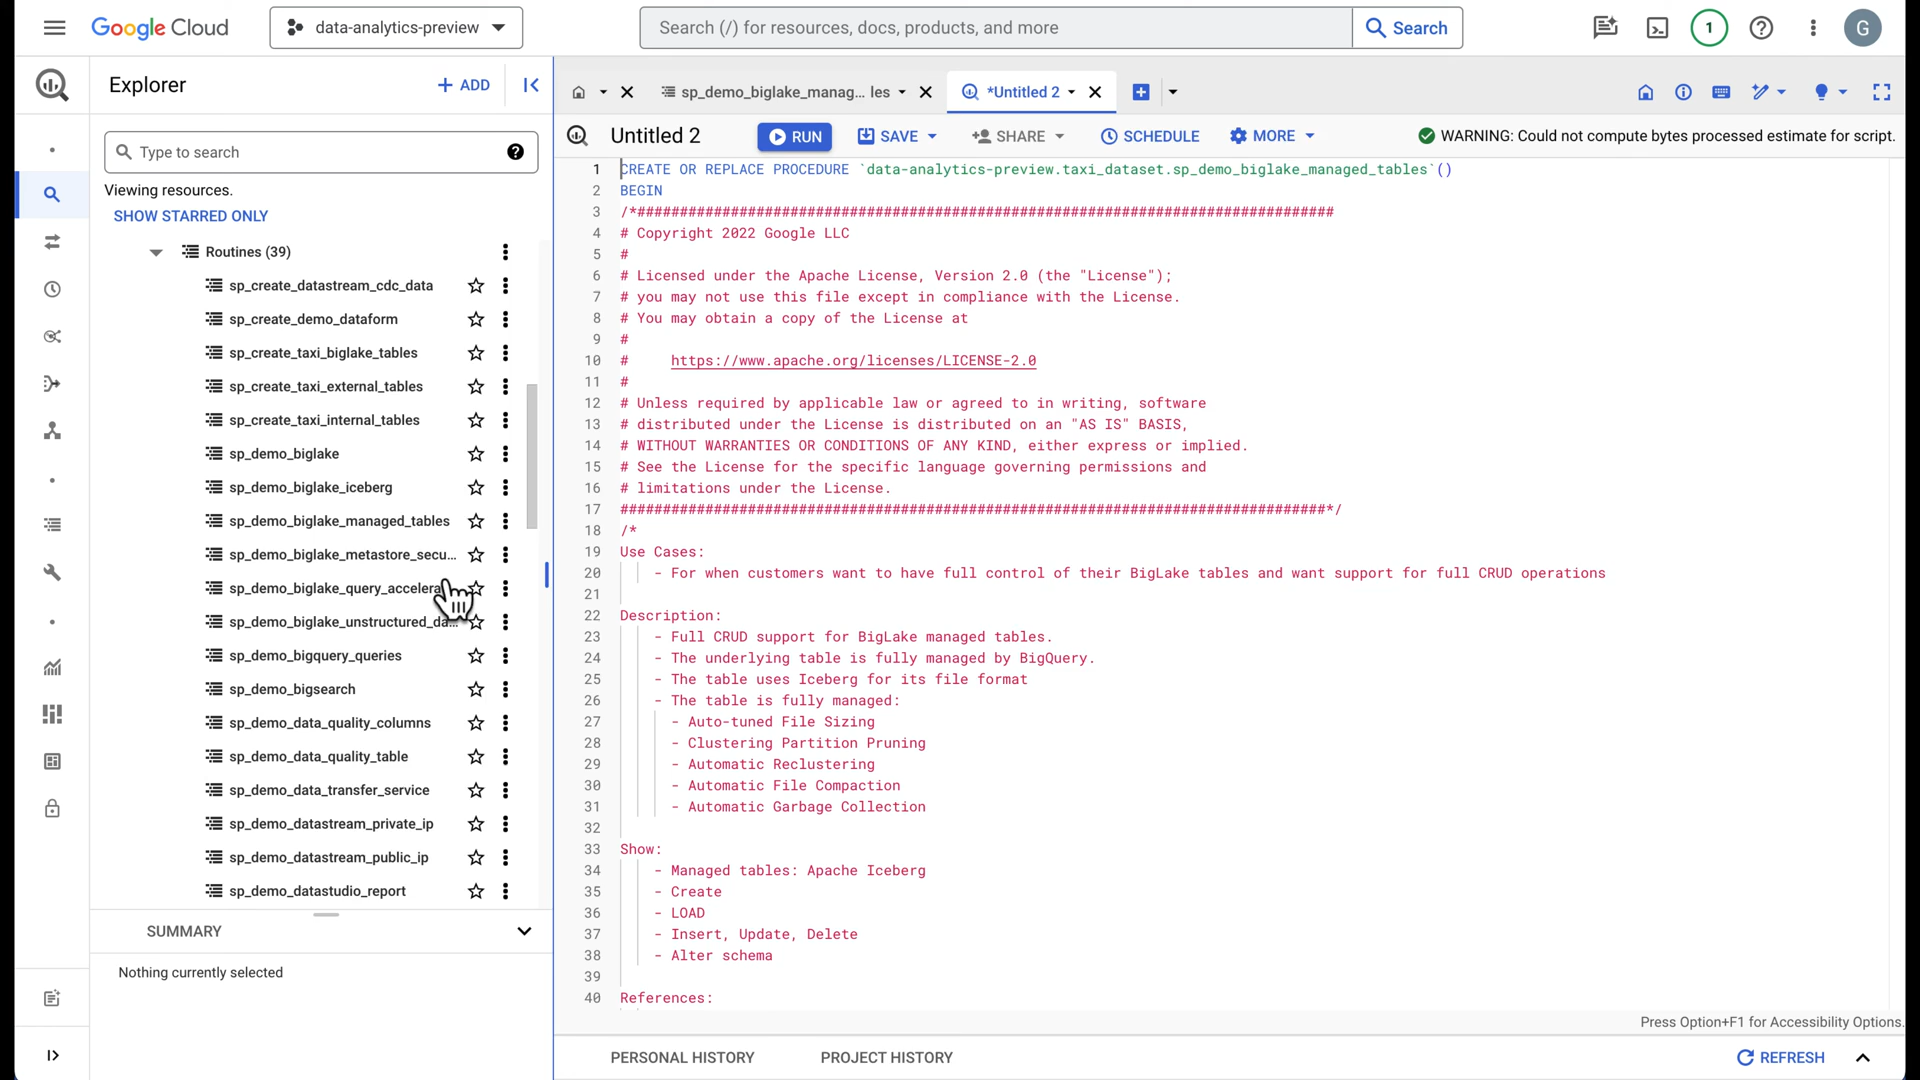 Google Cloud
data-analytics-preview
Search (/) for resources, docs, products, and more
Search
1
G
Explorer
+ ADD
Type to search
Viewing resources.
SHOW STARRED ONLY
Routines (39)
sp_create_datastream_cdc_data
sp_create_demo_dataform
sp_create_taxi_biglake_tables
sp_create_taxi_external_tables
sp_create_taxi_internal_tables
sp_demo_biglake
sp_demo_biglake_iceberg
sp_demo_biglake_managed_tables
sp_demo_biglake_metastore_secu...
sp_demo_biglake_query_accelera
sp_demo_biglake_unstructured_da...
sp_demo_bigquery_queries
sp_demo_bigsearch
sp_demo_data_quality_columns
sp_demo_data_quality_table
sp_demo_data_transfer_service
sp_demo_datastream_private_ip
sp_demo_datastream_public_ip
sp_demo_datastudio_report
SUMMARY
Nothing currently selected
sp_demo_biglake_manag... les
*Untitled 2
Untitled 2
RUN
SAVE
SHARE
SCHEDULE
MORE
WARNING: Could not compute bytes processed estimate for script.
1 CREATE OR REPLACE PROCEDURE `data-analytics-preview.taxi_dataset.sp_demo_biglake_managed_tables`()
2 BEGIN
3 /*##################################################################################
4 # Copyright 2022 Google LLC
5 #
6 # Licensed under the Apache License, Version 2.0 (the "License");
7 # you may not use this file except in compliance with the License.
8 # You may obtain a copy of the License at
9 #
10 #     https://www.apache.org/licenses/LICENSE-2.0
11 #
12 # Unless required by applicable law or agreed to in writing, software
13 # distributed under the License is distributed on an "AS IS" BASIS,
14 # WITHOUT WARRANTIES OR CONDITIONS OF ANY KIND, either express or implied.
15 # See the License for the specific language governing permissions and
16 # limitations under the License.
17 ###################################################################################*/
18 /*
19 Use Cases:
20 - For when customers want to have full control of their BigLake tables and want support for full CRUD operations
21
22 Description:
23 - Full CRUD support for BigLake managed tables.
24 - The underlying table is fully managed by BigQuery.
25 - The table uses Iceberg for its file format
26 - The table is fully managed:
27 - Auto-tuned File Sizing
28 - Clustering Partition Pruning
29 - Automatic Reclustering
30 - Automatic File Compaction
31 - Automatic Garbage Collection
32
33 Show:
34 - Managed tables: Apache Iceberg
35 - Create
36 - LOAD
37 - Insert, Update, Delete
38 - Alter schema
39
40 References:
Press Option+F1 for Accessibility Options.
PERSONAL HISTORY
PROJECT HISTORY
REFRESH